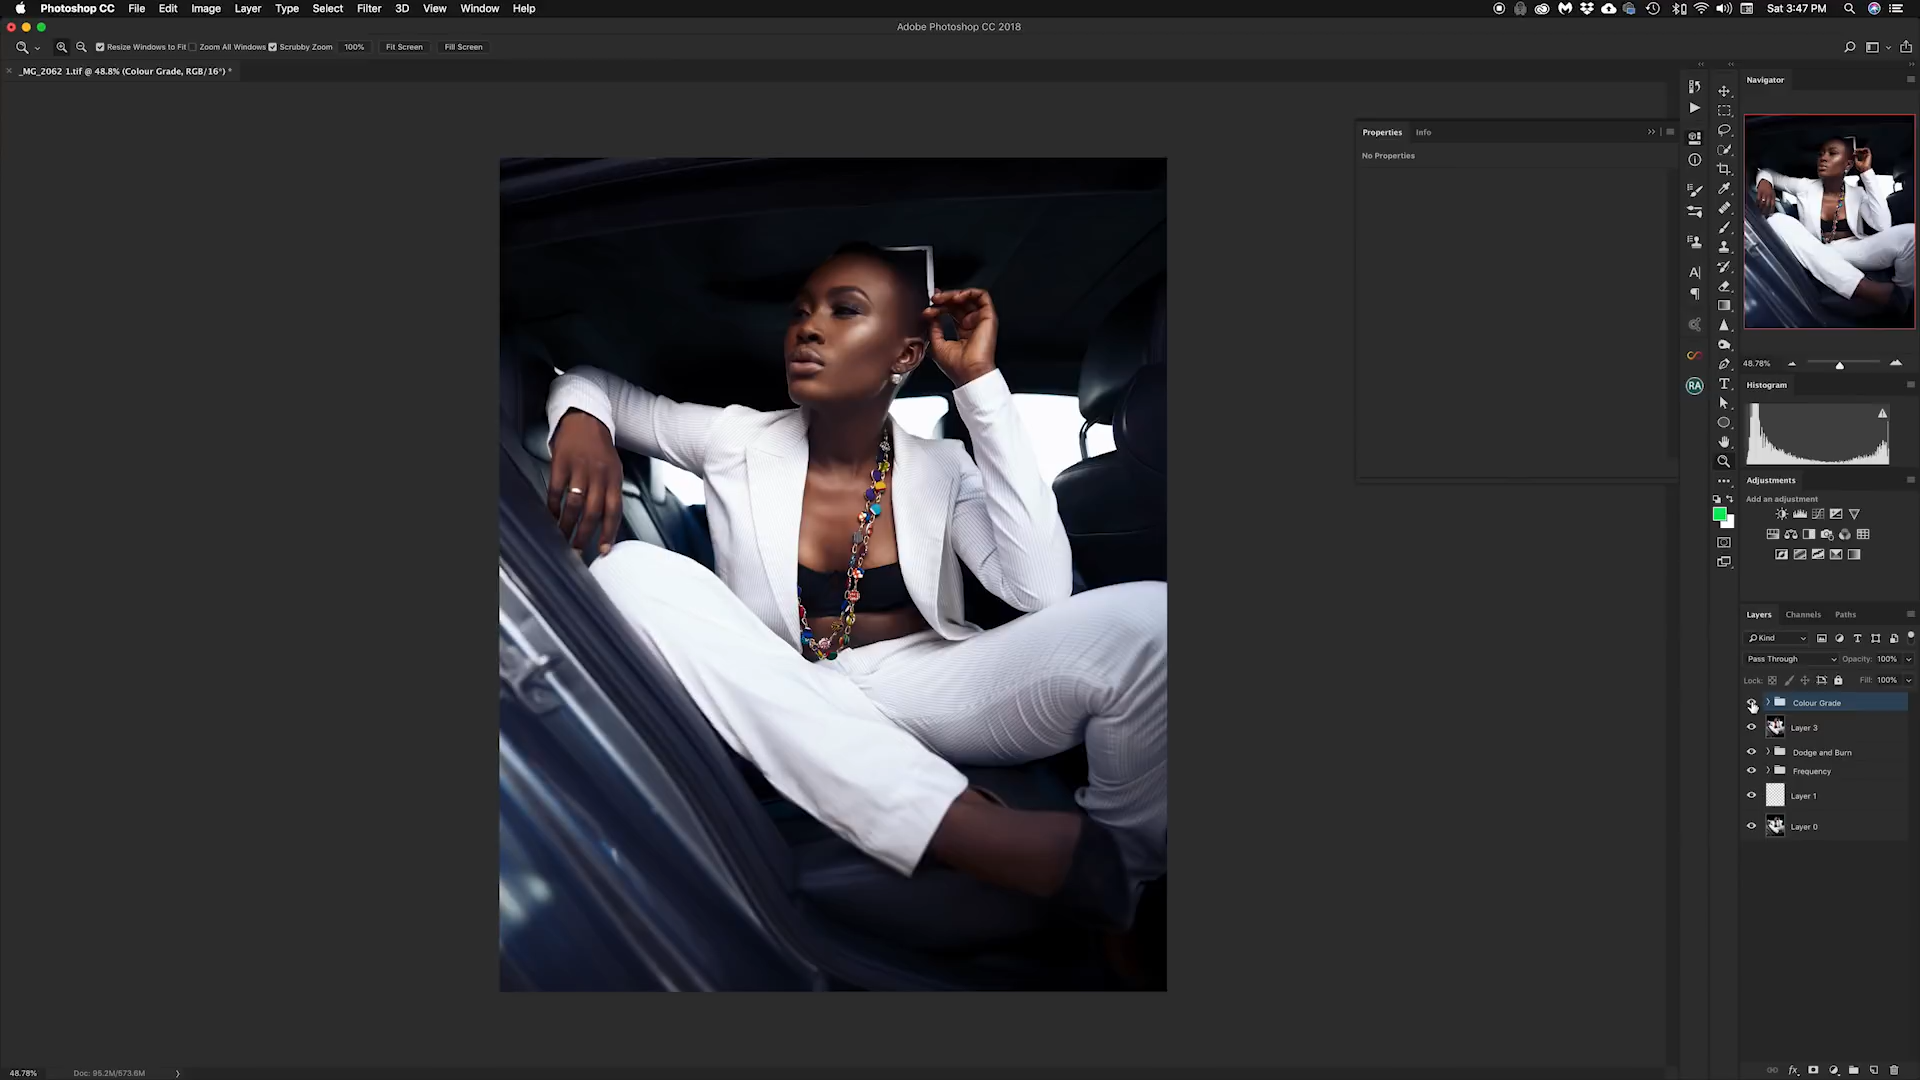 Photoshop CC File Edit Image Layer Type Select Filter 3D View Window Help Sat 3:47 PM
Adobe Photoshop CC 2018
Resize Windows to Fit Zoom All Windows Scrubby Zoom 100% Fit Screen Fill Screen
_MG_2062 1.tif @ 48.8% (Colour Grade, RGB/16*) *
Navigator
Properties Info
No Properties
48.78%
Histogram
Adjustments
Add an adjustment
RA
Layers Channels Paths
Kind
Pass Through Opacity: 100%
Lock: Fill: 100%
Colour Grade
Layer 3
Dodge and Burn
Frequency
Layer 1
Layer 0
48.78% Doc: 95.2M/573.6M